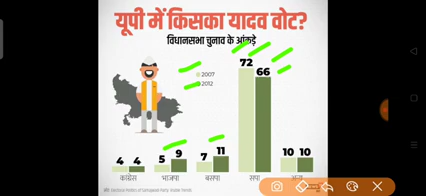 यूपी में किसका यादव वोट?
विधानसभा चुनाव के आंकड़े
2007
2012
72
66
4 4
5 9
7 11
10 10
कांग्रेस भाजपा बसपा सपा अन्य